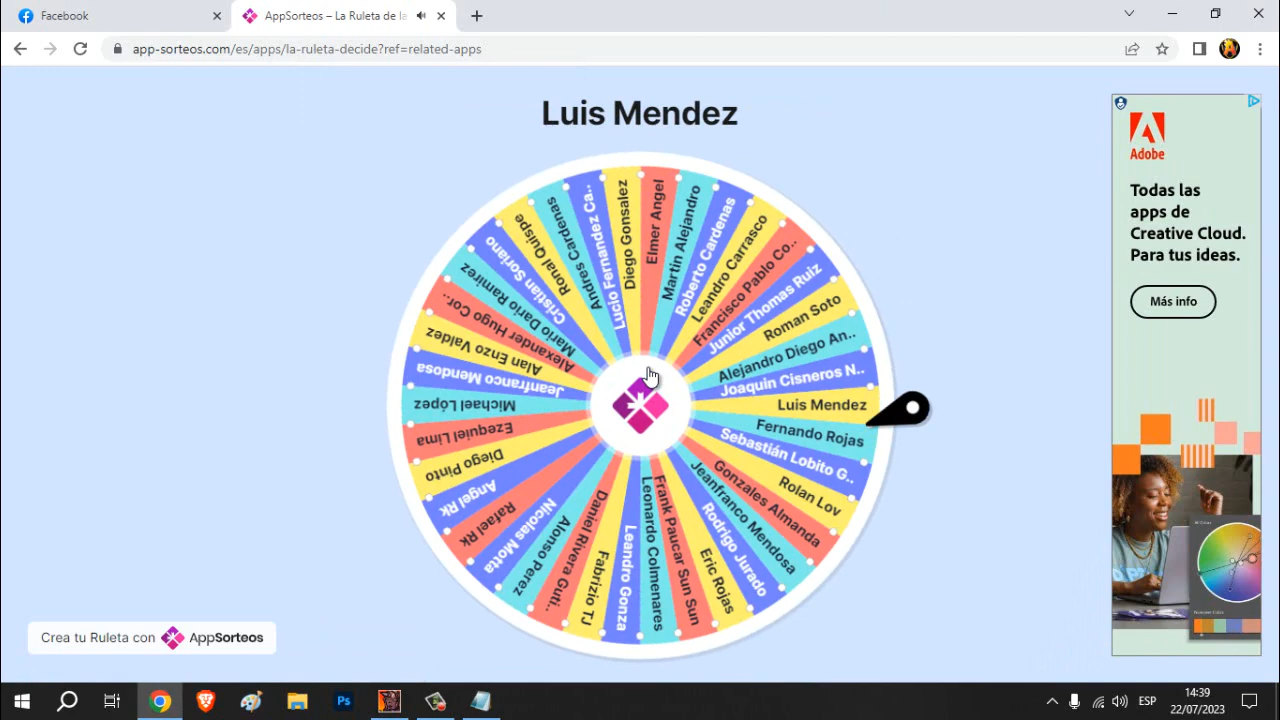 Facebook
AppSorteos – La Ruleta de la
app-sorteos.com/es/apps/la-ruleta-decide?ref=related-apps
Luis Mendez
Elmer Angel
Martin Alejandro
Roberto Cardenas
Leandro Carrasco
Francisco Pablo Co..
Junior Thomas Ruiz
Roman Soto
Alejandro Diego An..
Joaquin Cisneros N..
Luis Mendez
Fernando Rojas
Sebastián Lobito G..
Rolan Lov
Gonzales Almanda
Jeanfranco Mendosa
Rodrigo Jurado
Eric Rojas
Frank Paucar Sun Sun
Leonardo Colmenares
Leandro Gonza
Fabrizio TJ
Daniel Rivera Guti..
Alonso Perez
Nicolas Motta
Rafael Rk
Angel Rk
Diego Pinto
Ezequiel Lima
Michael López
Jeanfranco Mendosa
Alan Enzo Valdez
Alexander Hugo Cor..
Mario Dario Ramirez
Cristian Soriano
Ronal Quispe
Andres Cardenas
Lucio Fernandez Ca..
Diego Gonsalez
Adobe
Todas las
apps de
Creative Cloud.
Para tus ideas.
Más info
Crea tu Ruleta con AppSorteos
Ps
ESP
14:39
22/07/2023